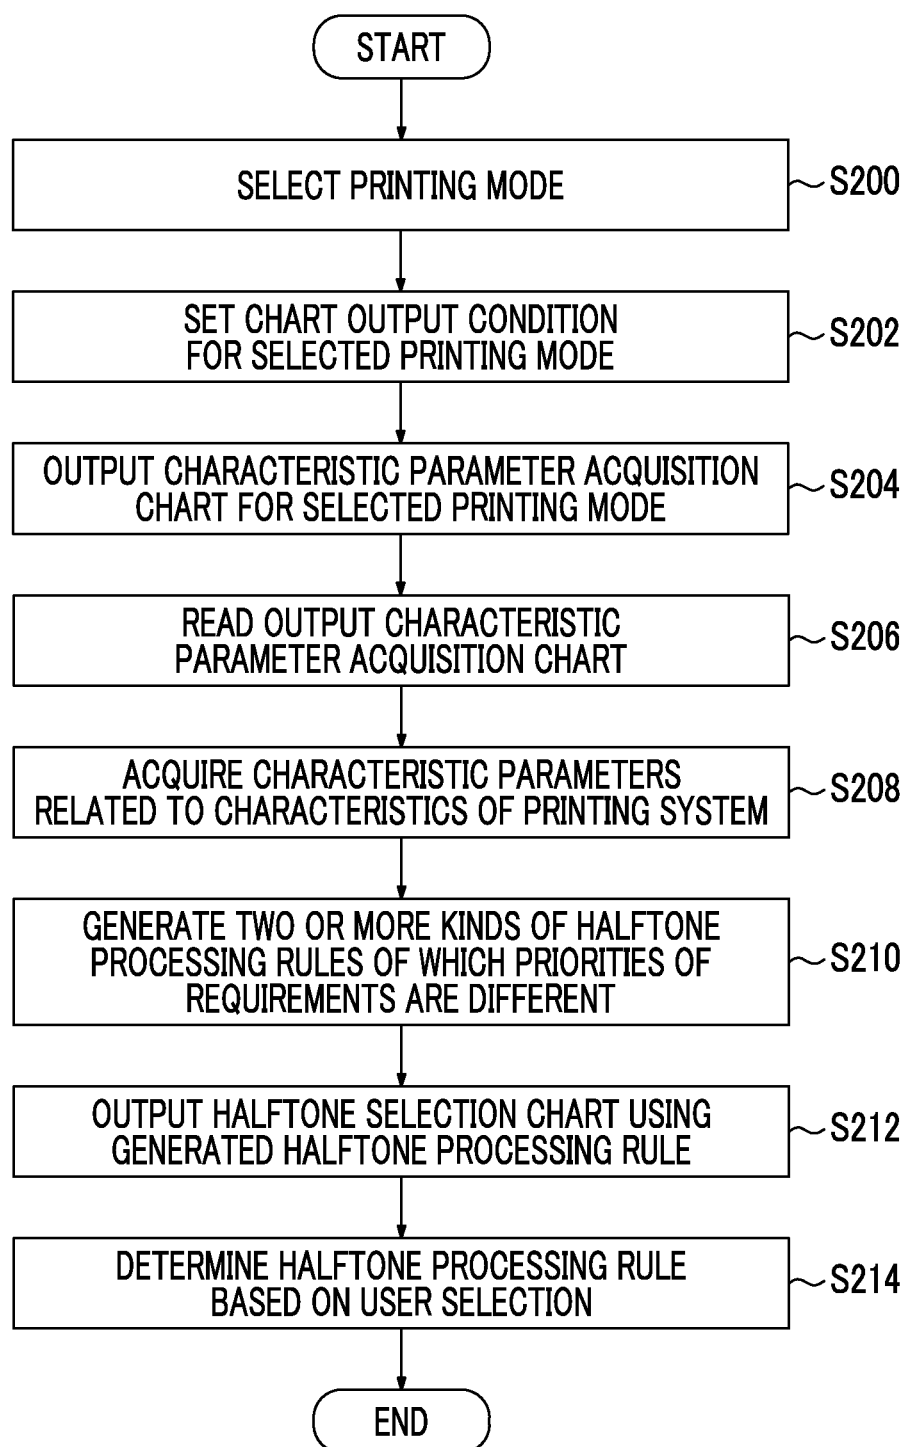 START
SELECT PRINTING MODE
S200
SET CHART OUTPUT CONDITION
FOR SELECTED PRINTING MODE
S202
OUTPUT CHARACTERISTIC PARAMETER ACQUISITION
CHART FOR SELECTED PRINTING MODE
S204
READ OUTPUT CHARACTERISTIC
PARAMETER ACQUISITION CHART
S206
ACQUIRE CHARACTERISTIC PARAMETERS
RELATED TO CHARACTERISTICS OF PRINTING SYSTEM
S208
GENERATE TWO OR MORE KINDS OF HALFTONE
PROCESSING RULES OF WHICH PRIORITIES OF
REQUIREMENTS ARE DIFFERENT
S210
OUTPUT HALFTONE SELECTION CHART USING
GENERATED HALFTONE PROCESSING RULE
S212
DETERMINE HALFTONE PROCESSING RULE
BASED ON USER SELECTION
S214
END